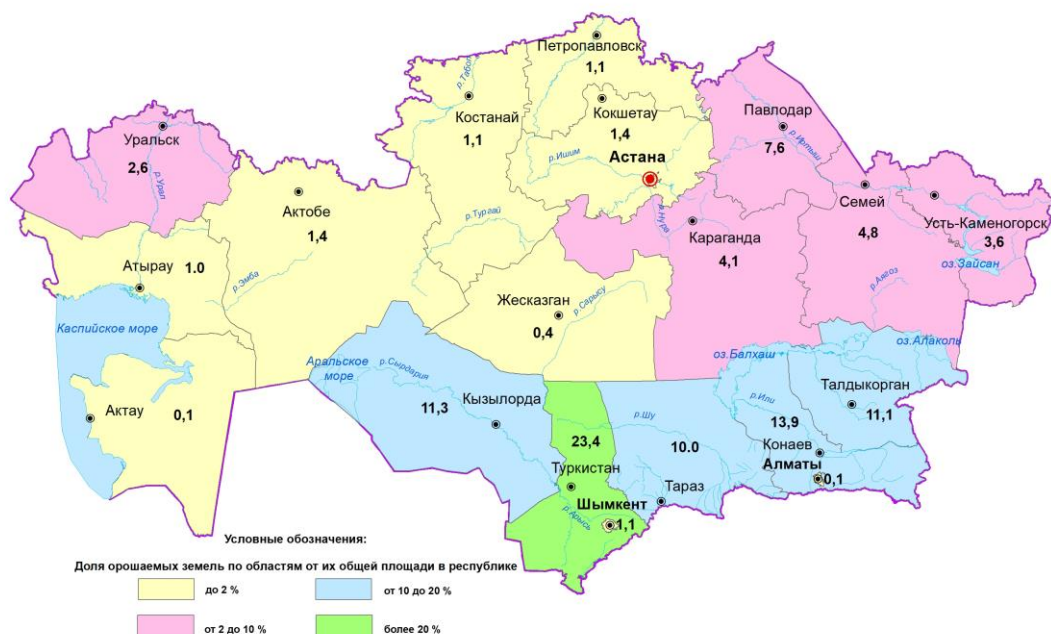 Петропавловск
1,1
р.Тобол
Костанай
1,1
Кокшетау
1,4
Павлодар
7,6
р.Иртыш
Уральск
2,6
р.Урал
р.Ишим
Астана
Актобе
1,4
р.Тургай
р.Нура
Караганда
4,1
Семей
4,8
Усть-Каменогорск
3,6
оз.Зайсан
Атырау
1.0
р.Эмба
р.Аягоз
Жесказган
0,4
р.Сарысу
Каспийское море
Аральское
море
р.Сырдария
оз.Балхаш
оз.Алаколь
Актау
0,1
11,3
Кызылорда
р.Шу
р.Или
Талдыкорган
11,1
23,4
10.0
13,9
Конаев
Туркистан
Алматы
0,1
Тараз
Шымкент
р.Арысь
1,1
Условные обозначения:
Доля орошаемых земель по областям от их общей площади в республике
до 2 %
от 10 до 20 %
от 2 до 10 %
более 20 %